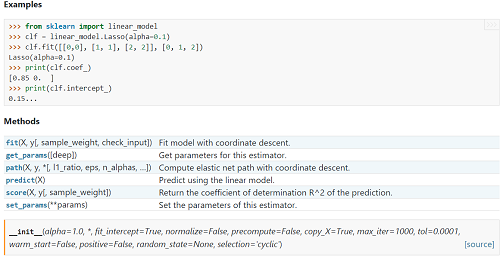 Examples
>>> from sklearn import linear_model
>>> clf = linear_model.Lasso(alpha=0.1)
>>> clf.fit([[0,0], [1, 1], [2, 2]], [0, 1, 2])
Lasso(alpha=0.1)
>>> print(clf.coef_)
[0.85 0.  ]
>>> print(clf.intercept_)
0.15...
Methods
fit(X, y[, sample_weight, check_input]) Fit model with coordinate descent.
get_params([deep]) Get parameters for this estimator.
path(X, y, *[, l1_ratio, eps, n_alphas, …]) Compute elastic net path with coordinate descent.
predict(X) Predict using the linear model.
score(X, y[, sample_weight]) Return the coefficient of determination R^2 of the prediction.
set_params(**params) Set the parameters of this estimator.
__init__(alpha=1.0, *, fit_intercept=True, normalize=False, precompute=False, copy_X=True, max_iter=1000, tol=0.0001,
warm_start=False, positive=False, random_state=None, selection='cyclic') [source]